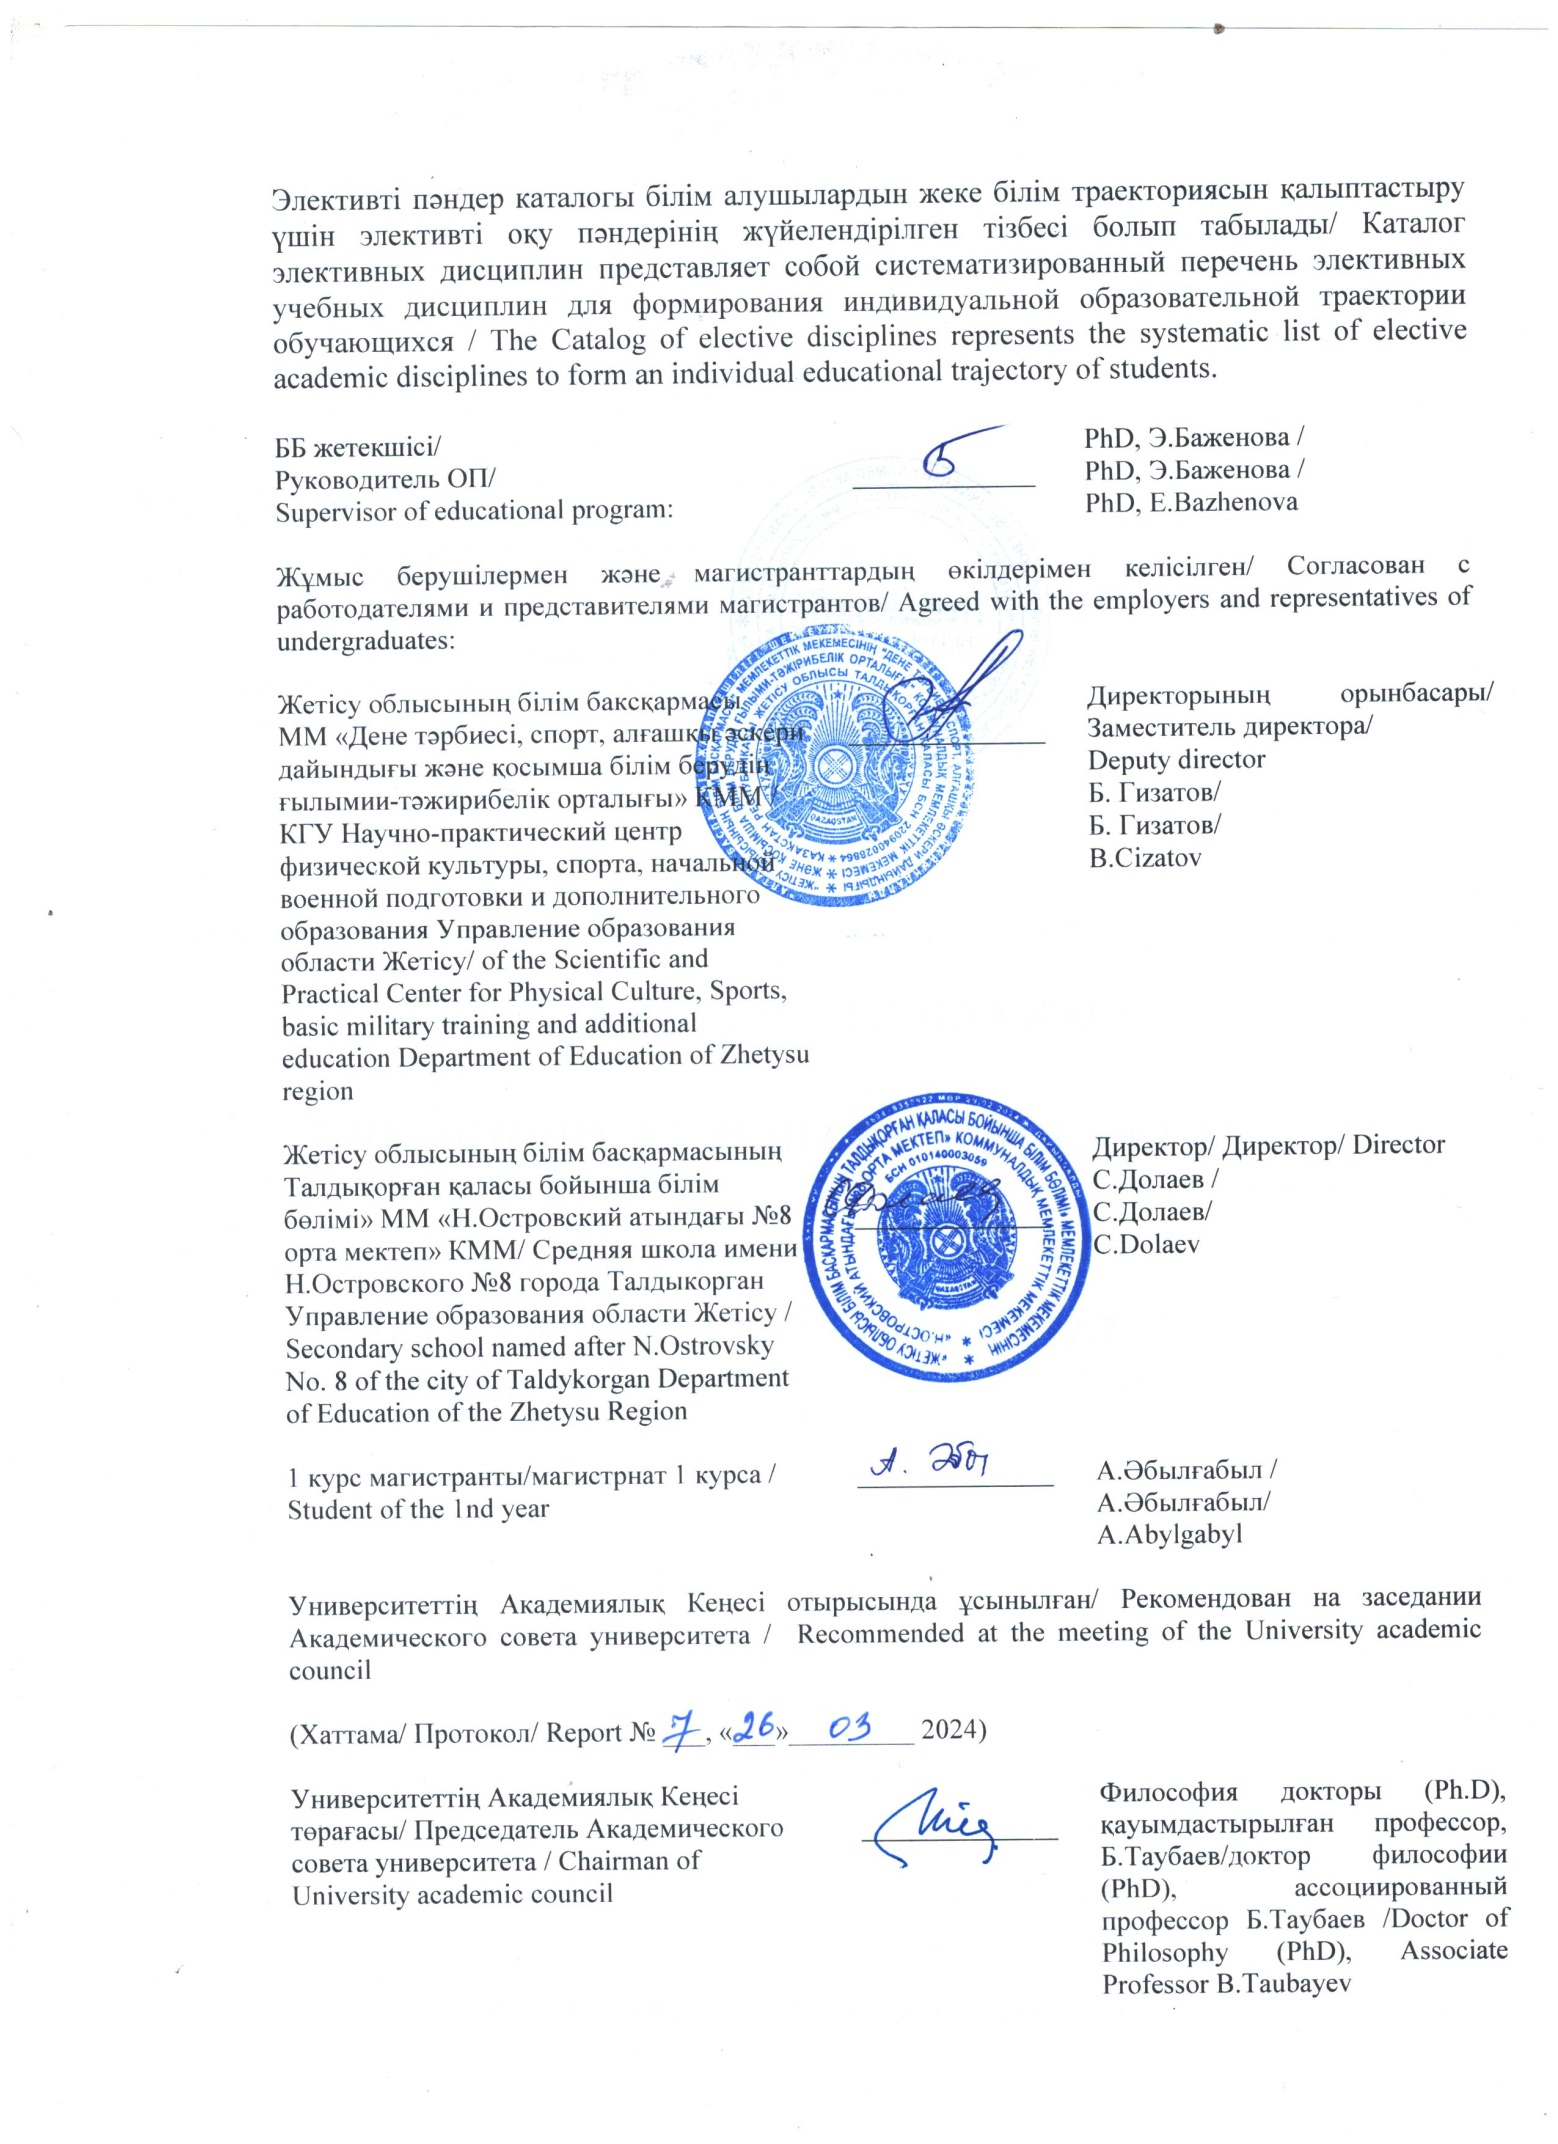 Элективті пәндер каталогы білім алушылардын жеке білім траекториясын қалыптастыру
үшін элективті оқу пәндерінің жүйелендірілген тізбесі болып табылады/ Каталог
элективных дисциплин представляет собой систематизированный перечень элективных
учебных дисциплин для формирования индивидуальной образовательной траектории
обучающихся / The Catalog of elective disciplines represents the systematic list of elective
academic disciplines to form an individual educational trajectory of students.
ББ жетекшісі/
Руководитель ОП/
Supervisor of educational program:
PhD, Э.Баженова /
PhD, Э.Баженова /
PhD, E.Bazhenova
Жұмыс берушілермен және магистранттардың өкілдерімен келісілген/ Согласован с
работодателями и представителями магистрантов/ Agreed with the employers and representatives of
undergraduates:
Жетісу облысының білім баксқармасы
ММ «Дене тәрбиесі, спорт, алғашқы әскери
дайындығы және қосымша білім берудің
ғылымии-тәжирибелік орталығы» КММ /
КГУ Научно-практический центр
физической культуры, спорта, начальной
военной подготовки и дополнительного
образования Управление образования
области Жетісу/ of the Scientific and
Practical Center for Physical Culture, Sports,
basic military training and additional
education Department of Education of Zhetysu
region
Директорының орынбасары/
Заместитель директора/
Deputy director
Б. Гизатов/
Б. Гизатов/
B.Cizatov
QAZAQSTAN
Жетісу облысының білім басқармасының
Талдықорған қаласы бойынша білім
бөлімі» ММ «Н.Островский атындағы №8
орта мектеп» КММ/ Средняя школа имени
Н.Островского №8 города Талдыкорган
Управление образования области Жетісу /
Secondary school named after N.Ostrovsky
No. 8 of the city of Taldykorgan Department
of Education of the Zhetysu Region
БСН 010140003059
Директор/ Директор/ Director
С.Долаев /
С.Долаев/
C.Dolaev
1 курс магистранты/магистрнат 1 курса /
Student of the 1nd year
А.Әбылғабыл /
А.Әбылғабыл/
A.Abylgabyl
Университеттің Академиялық Кеңесі отырысында ұсынылған/ Рекомендован на заседании
Академического совета университета / Recommended at the meeting of the University academic
council
(Хаттама/ Протокол/ Report № 7, «26» 03 2024)
Университеттің Академиялық Кеңесі
төрағасы/ Председатель Академического
совета университета / Chairman of
University academic council
Философия докторы (Ph.D),
қауымдастырылған профессор,
Б.Таубаев/доктор философии
(PhD), ассоциированный
профессор Б.Таубаев /Doctor of
Philosophy (PhD), Associate
Professor B.Taubayev